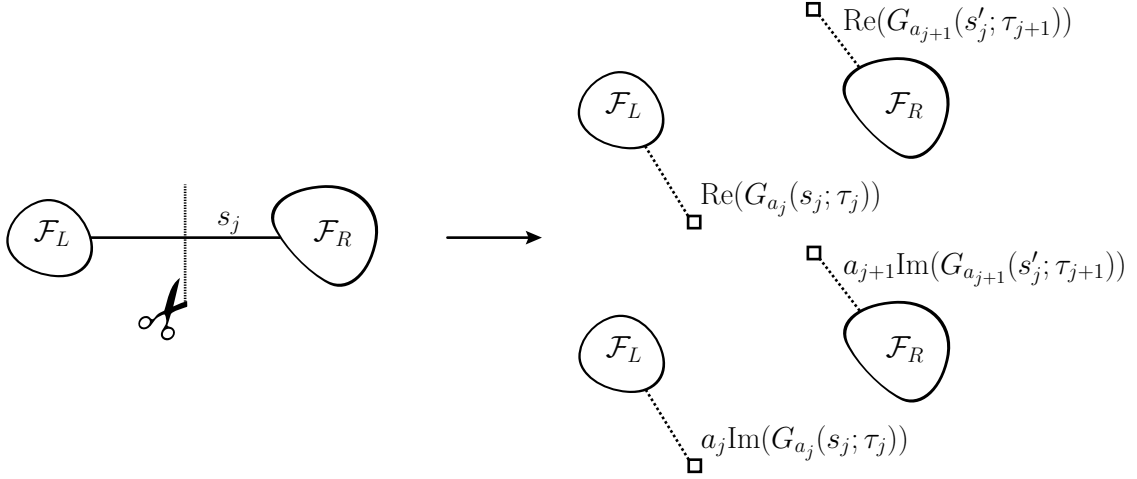 Re(G_{a_{j+1}}(s'_j; τ_{j+1}))
ℱ_L
ℱ_R
Re(G_{a_j}(s_j; τ_j))
s_j
ℱ_L
ℱ_R
a_{j+1}Im(G_{a_{j+1}}(s'_j; τ_{j+1}))
ℱ_L
ℱ_R
a_jIm(G_{a_j}(s_j; τ_j))